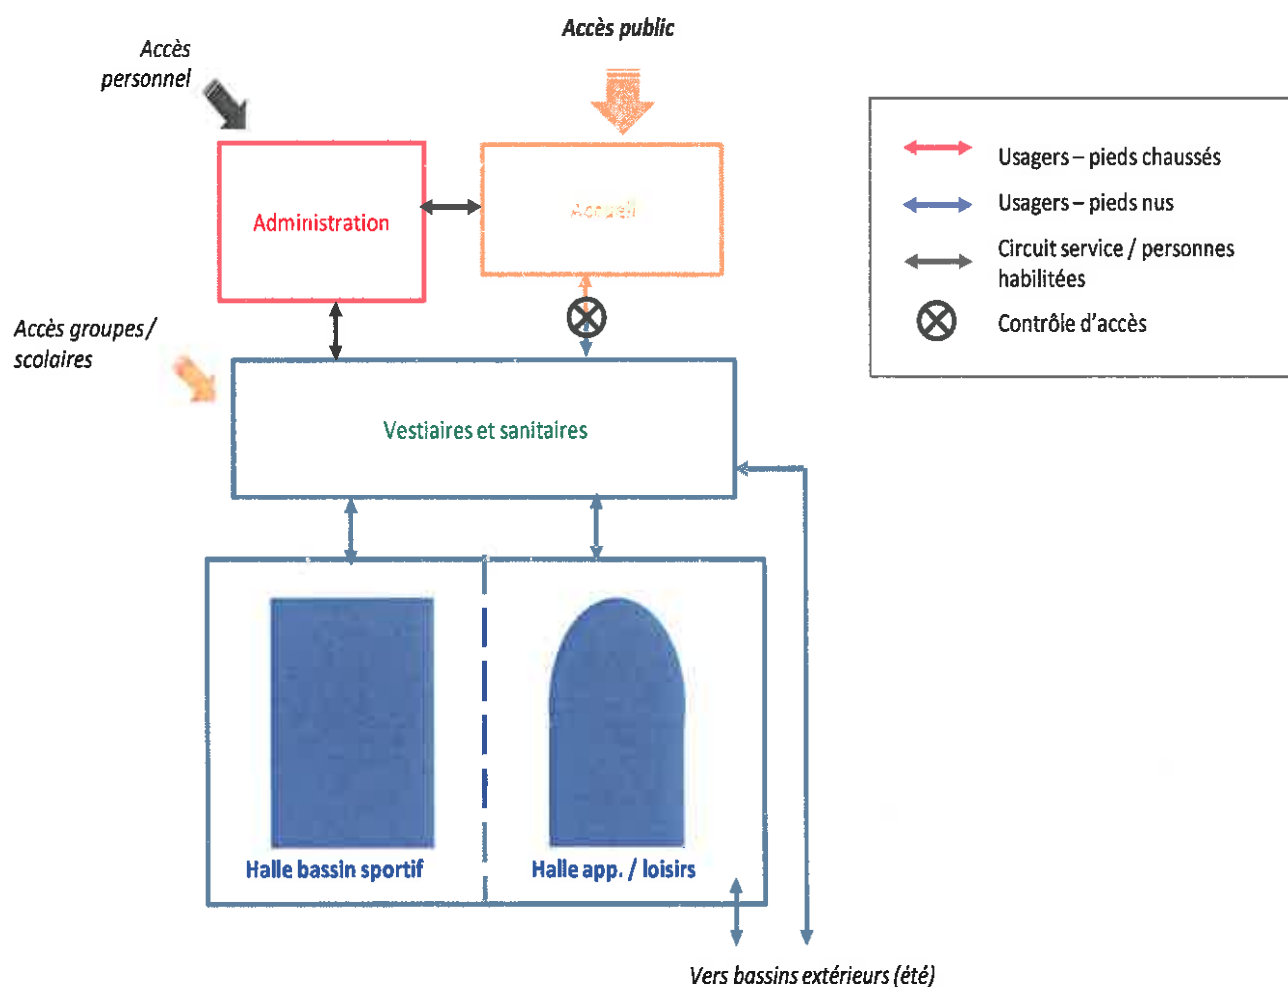 Accès public
Accès
personnel
Administration
Accueil
Usagers – pieds chaussés
Usagers – pieds nus
Circuit service / personnes
habilitées
Contrôle d'accès
Accès groupes /
scolaires
Vestiaires et sanitaires
Halle bassin sportif
Halle app. / loisirs
Vers bassins extérieurs (été)